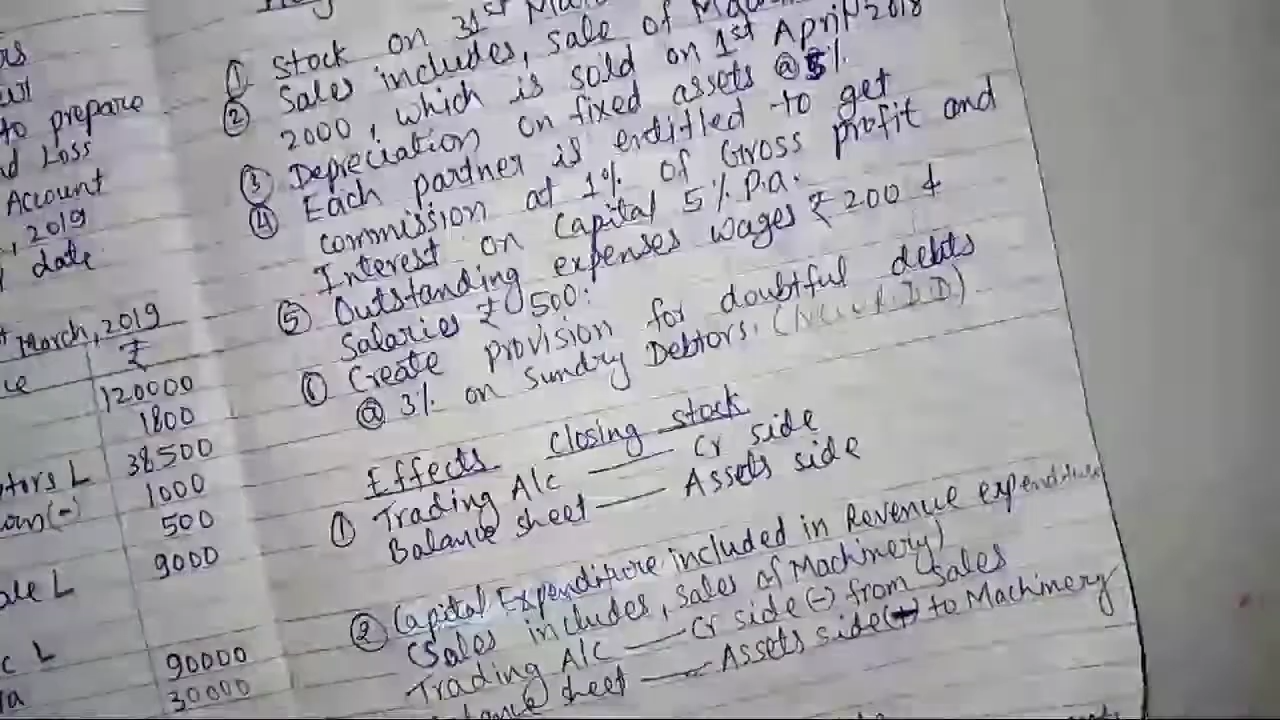 to prepare
Loss
Account
, 2019
date
March, 2019
₹
120000
1800
38500
1000
500
9000
90000
30000
① Stock on 31st
② Sales includes, sale of
2000, which is sold on 1st April 2018
③ Depreciation on fixed assets @ 5%.
④ Each partner is entitled to get
commission at 1% of Gross profit and
Interest on Capital 5% p.a.
⑤ Outstanding expenses wages ₹ 200 &
Salaries ₹ 500.
① Create provision for doubtful debts
@ 3% on Sundry Debtors.
Effects Closing stock
① Trading A/c — Cr side
Balance sheet — Assets side
② Capital Expenditure included in Revenue expenditure
(Sales includes, sales of Machinery)
Trading A/c — Cr side (-) from Sales
sheet — Assets side (+) to Machinery